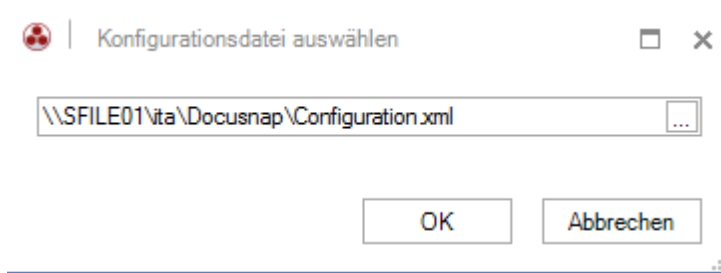 Konfigurationsdatei auswählen
\\SFILE01\ita\Docusnap\Configuration.xml
...
OK
Abbrechen